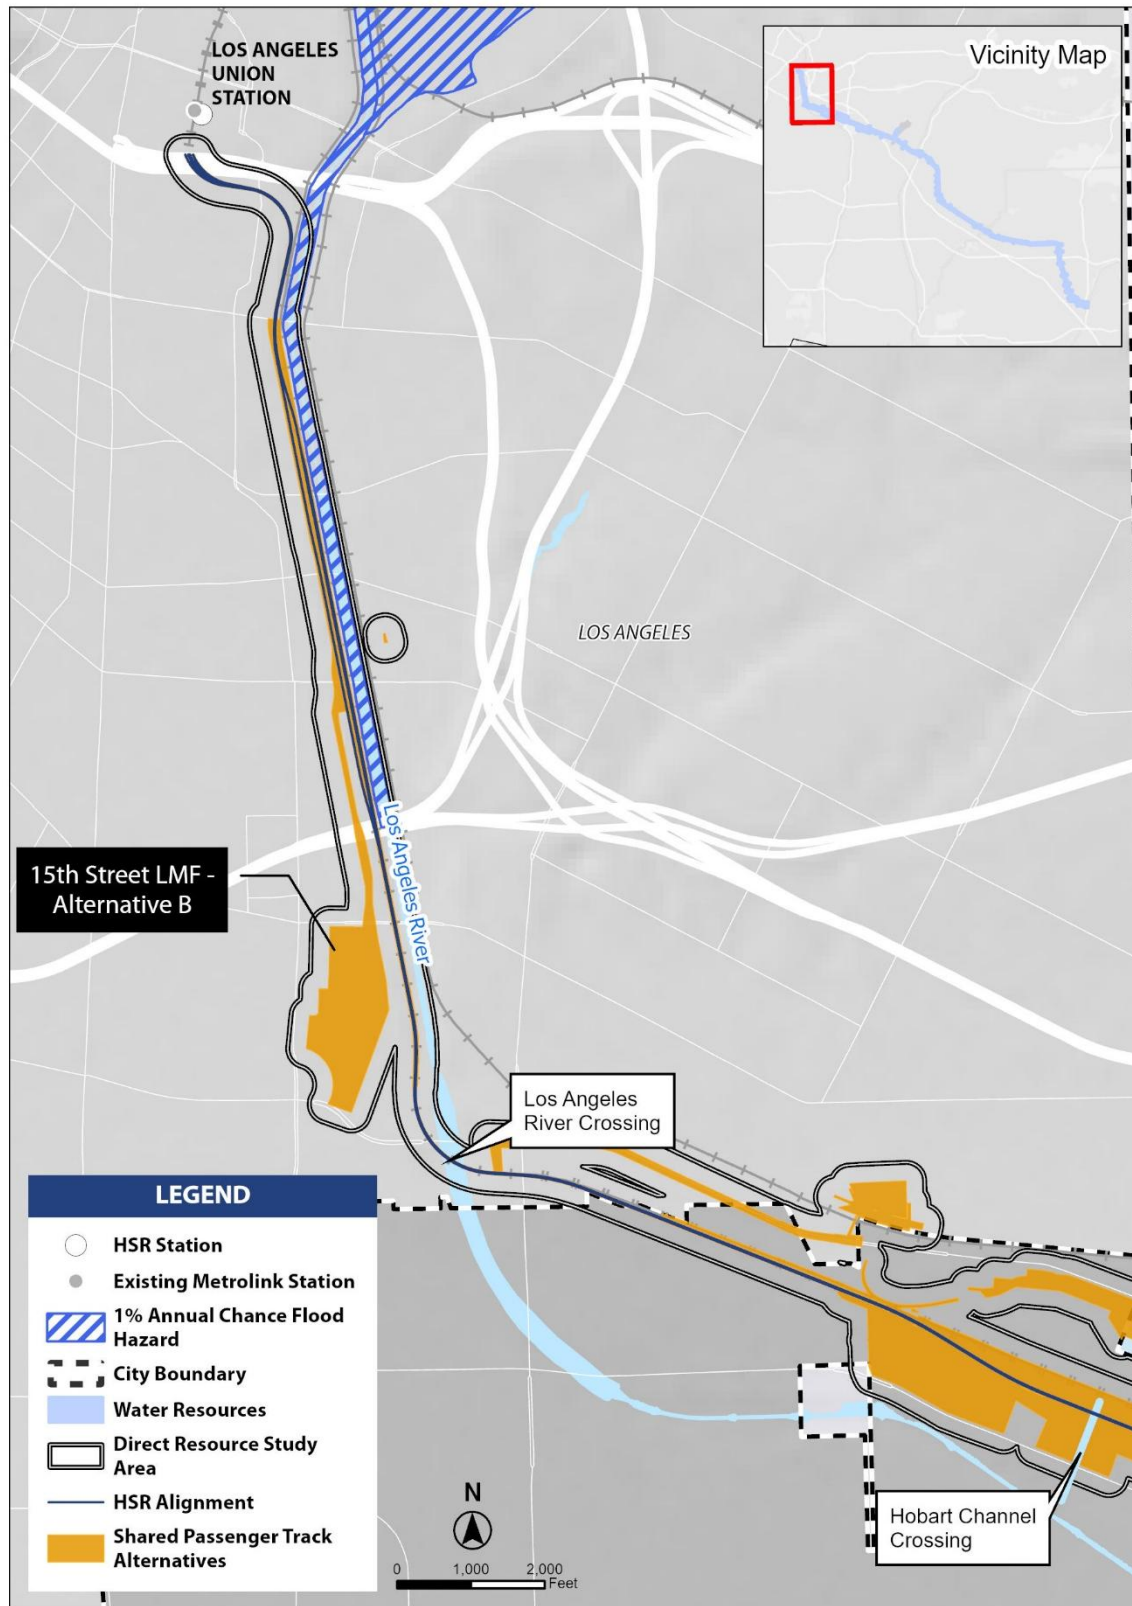 LOS ANGELES
UNION
STATION
Vicinity Map
LOS ANGELES
15th Street LMF -
Alternative B
Los Angeles River
Los Angeles
River Crossing
Hobart Channel
Crossing
LEGEND
HSR Station
Existing Metrolink Station
1% Annual Chance Flood
Hazard
City Boundary
Water Resources
Direct Resource Study
Area
HSR Alignment
Shared Passenger Track
Alternatives
N
0 1,000 2,000
Feet